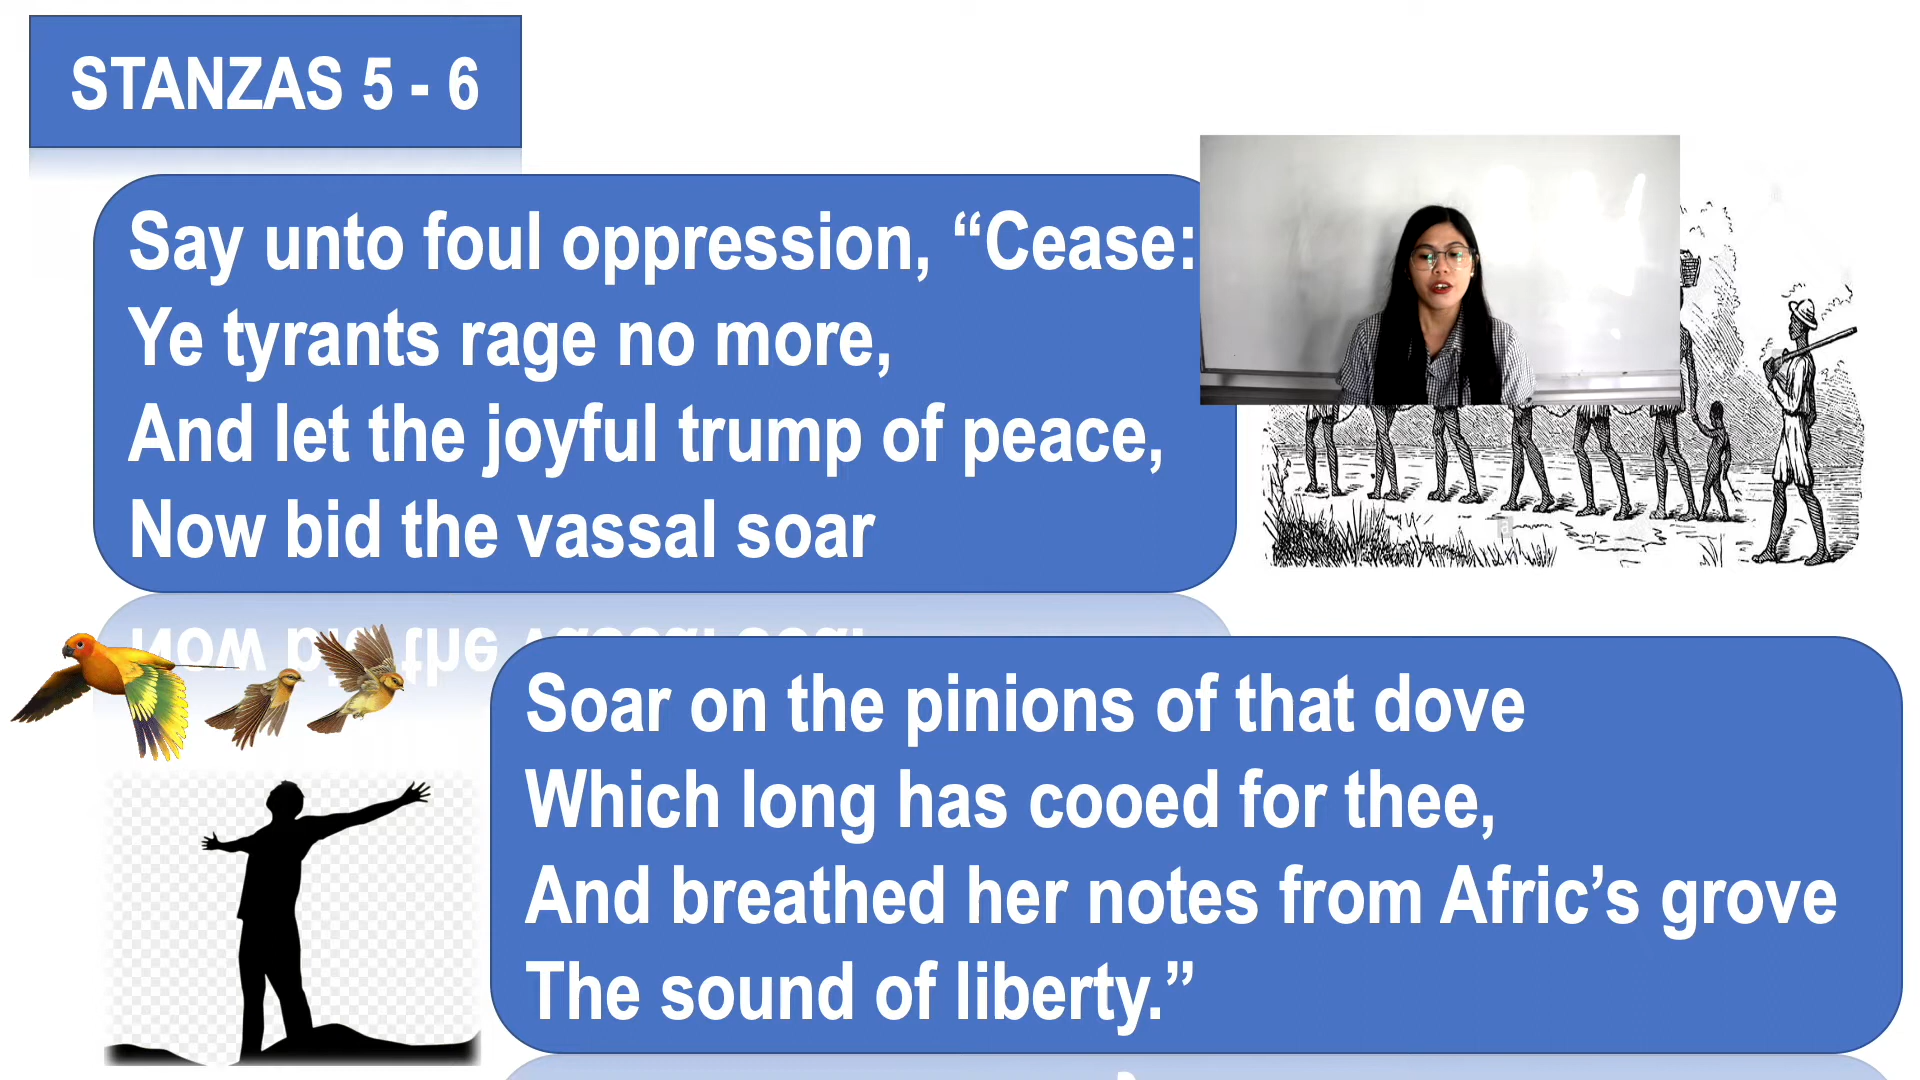 STANZAS 5 - 6
Say unto foul oppression, “Cease:
Ye tyrants rage no more,
And let the joyful trump of peace,
Now bid the vassal soar
Soar on the pinions of that dove
Which long has cooed for thee,
And breathed her notes from Afric’s grove
The sound of liberty.”